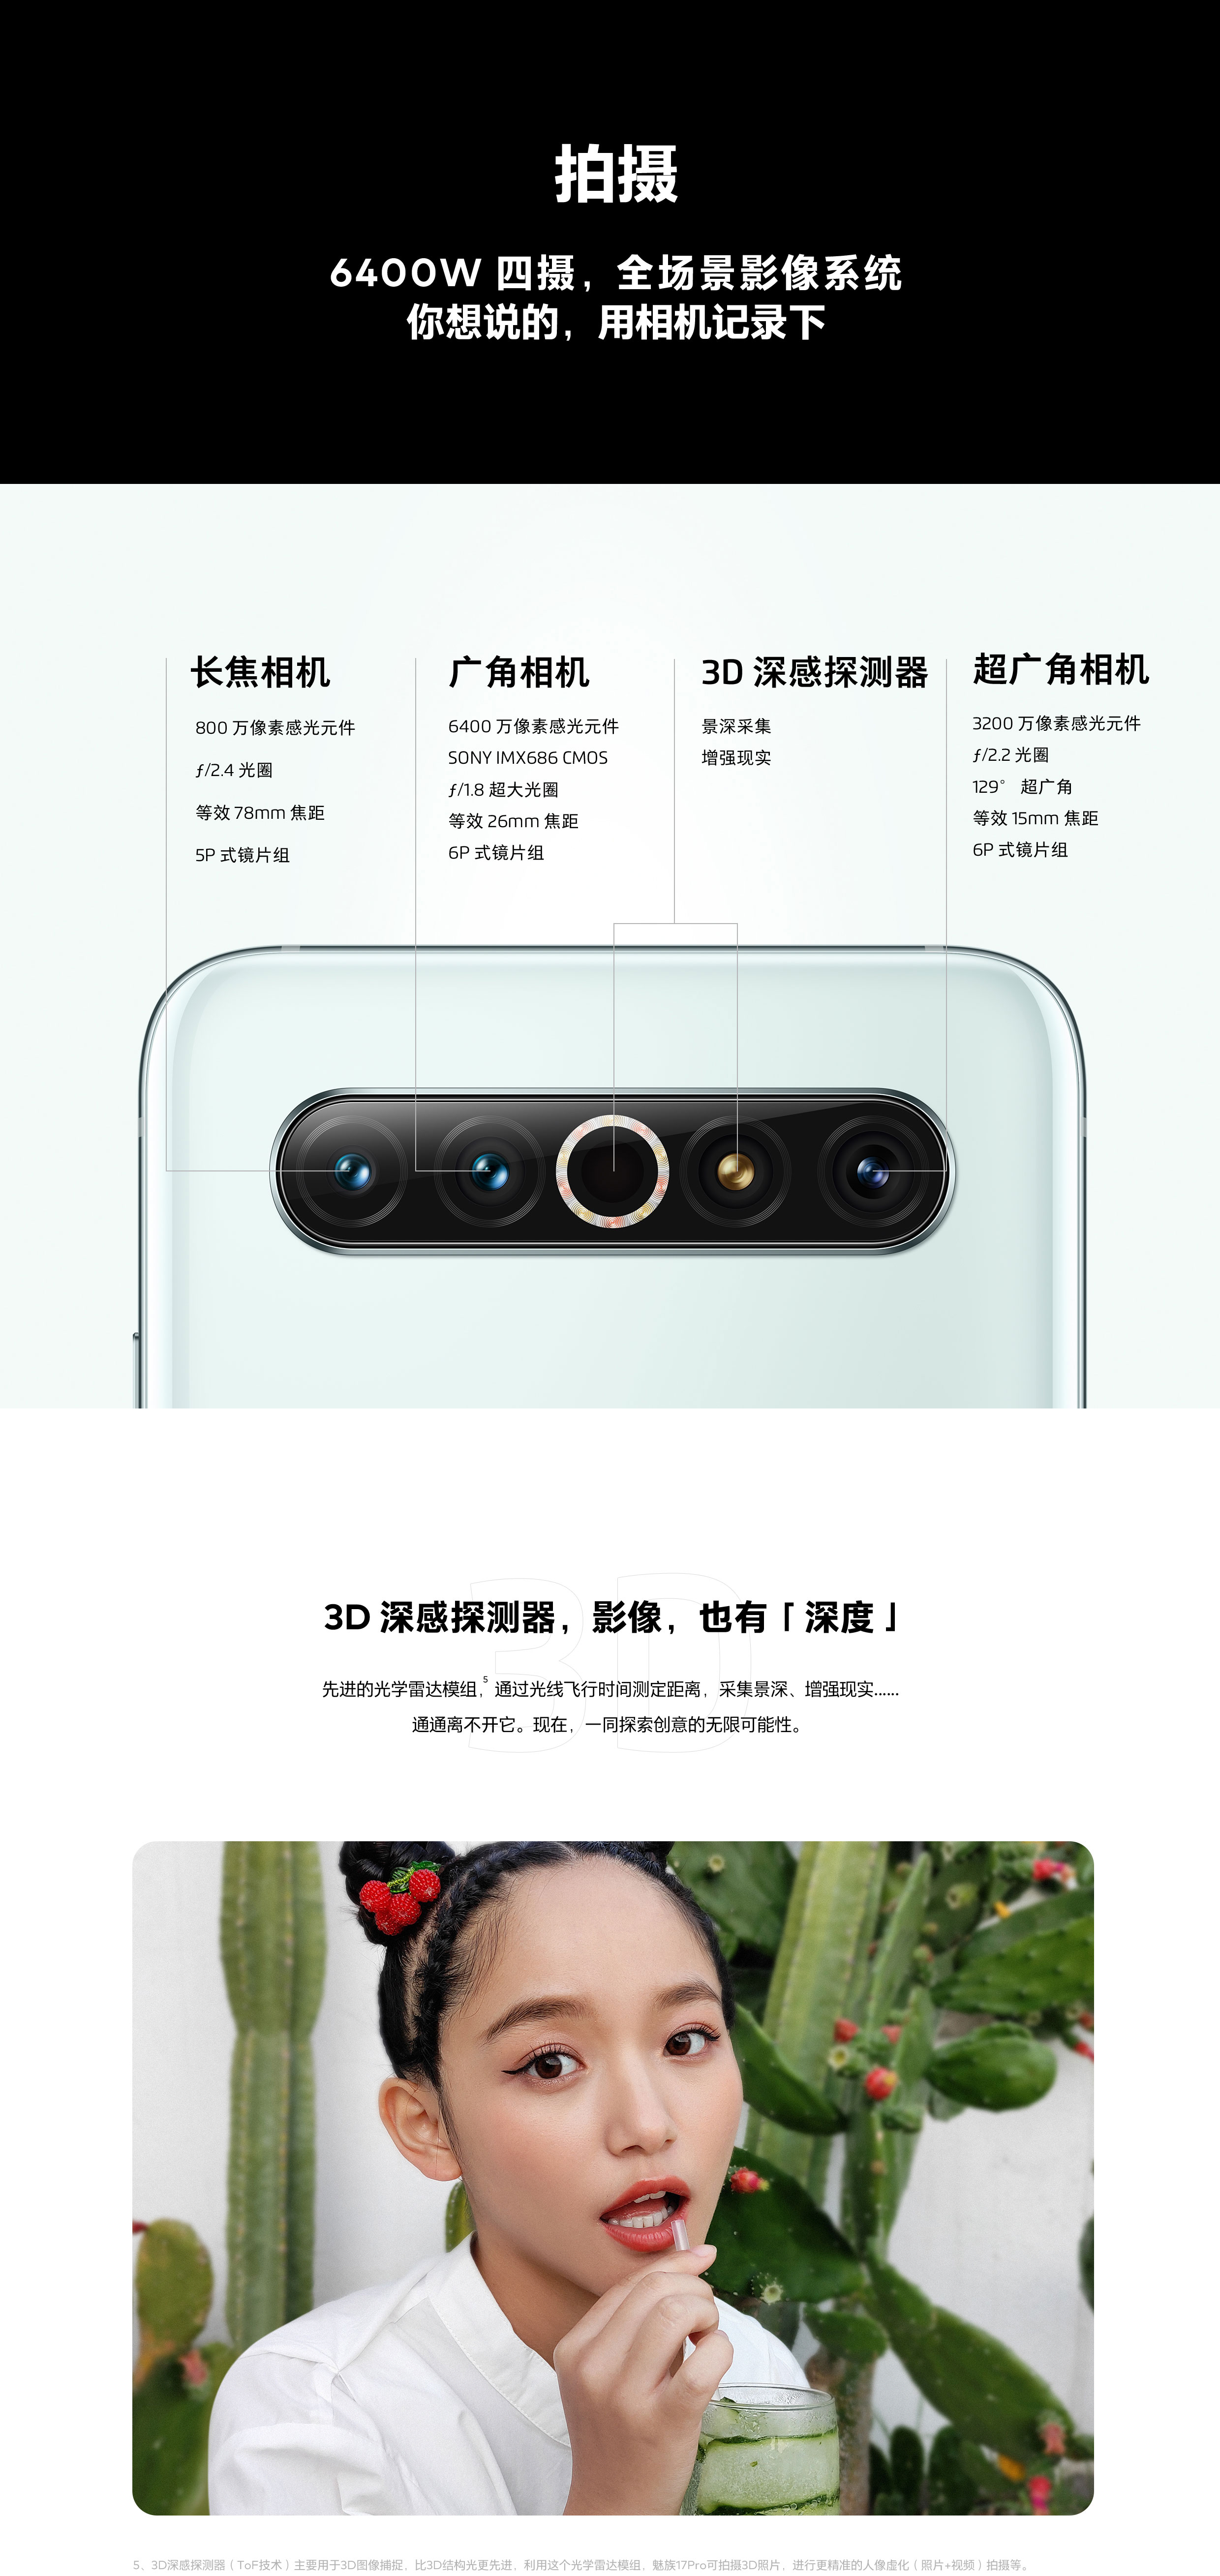 拍摄
6400W 四摄，全场景影像系统
你想说的，用相机记录下
长焦相机
800 万像素感光元件
ƒ/2.4 光圈
等效 78mm 焦距
5P 式镜片组
广角相机
6400 万像素感光元件
SONY IMX686 CMOS
ƒ/1.8 超大光圈
等效 26mm 焦距
6P 式镜片组
3D 深感探测器
景深采集
增强现实
超广角相机
3200 万像素感光元件
ƒ/2.2 光圈
129° 超广角
等效 15mm 焦距
6P 式镜片组
3D
3D 深感探测器，影像，也有「 深度 」
先进的光学雷达模组，5 通过光线飞行时间测定距离，采集景深、增强现实……
通通离不开它。现在，一同探索创意的无限可能性。
5、3D深感探测器（ToF技术）主要用于3D图像捕捉，比3D结构光更先进，利用这个光学雷达模组，魅族17Pro可拍摄3D照片，进行更精准的人像虚化（照片+视频）拍摄等。